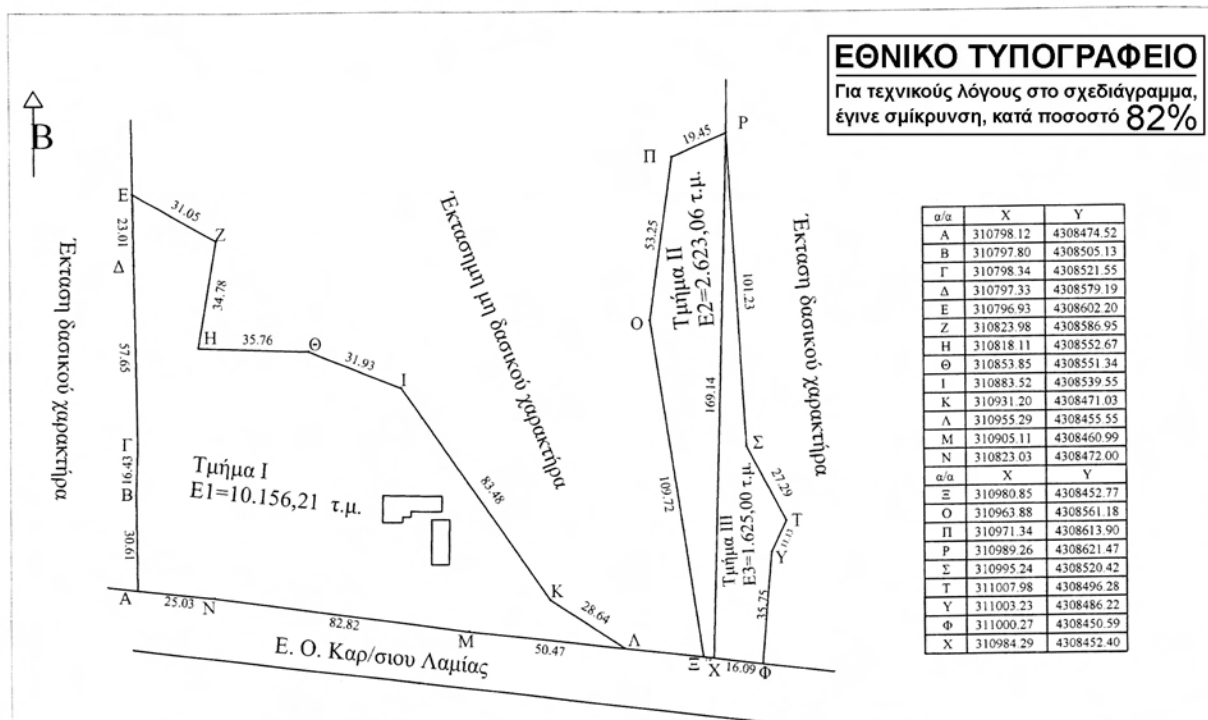 ΕΘΝΙΚΟ ΤΥΠΟΓΡΑΦΕΙΟ
Για τεχνικούς λόγους στο σχεδιάγραμμα,
έγινε σμίκρυνση, κατά ποσοστό 82%
Β
Ρ
19.45
Π
Ε
31.05
Ζ
23.01
Δ
53.25
Τμήμα ΙΙ
Ε2=2.623,06 τ.μ.
101.23
Έκταση δασικού χαρακτήρα
Έκτασημη μη δασικού χαρακτήρα
Έκταση δασικού χαρακτήρα
34.78
Ο
Η
35.76
Θ
31.93
Ι
57.65
169.14
Γ
16.43
Β
Τμήμα Ι
Ε1=10.156,21 τ.μ.
83.48
109.72
Σ
27.29
Τ
11.13
Υ
Τμήμα ΙΙΙ
Ε3=1.625,00 τ.μ.
30.61
35.75
Κ
28.64
Α
25.03
Ν
82.82
Μ
50.47
Λ
Ξ
Χ
16.09
Φ
Ε. Ο. Καρ/σιου Λαμίας
α/α Χ Υ
Α 310798.12 4308474.52
Β 310797.80 4308505.13
Γ 310798.34 4308521.55
Δ 310797.33 4308579.19
Ε 310796.93 4308602.20
Ζ 310823.98 4308586.95
Η 310818.11 4308552.67
Θ 310853.85 4308551.34
Ι 310883.52 4308539.55
Κ 310931.20 4308471.03
Λ 310955.29 4308455.55
Μ 310905.11 4308460.99
Ν 310823.03 4308472.00
α/α Χ Υ
Ξ 310980.85 4308452.77
Ο 310963.88 4308561.18
Π 310971.34 4308613.90
Ρ 310989.26 4308621.47
Σ 310995.24 4308520.42
Τ 311007.98 4308496.28
Υ 311003.23 4308486.22
Φ 311000.27 4308450.59
Χ 310984.29 4308452.40